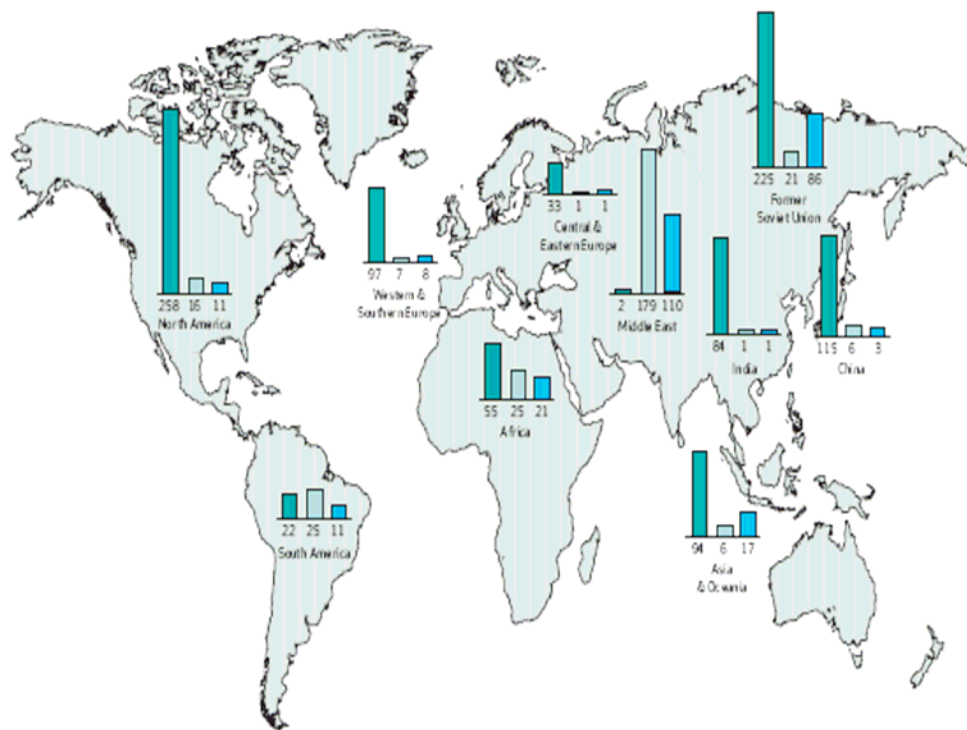 225 21 86
Former
Soviet Union
33 1 1
Central &
Eastern Europe
97 7 8
Western &
Southern Europe
258 16 11
North America
2 179 110
Middle East
84 1 1
India
115 6 3
China
55 25 21
Africa
22 25 11
South America
94 6 17
Asia
& Oceania